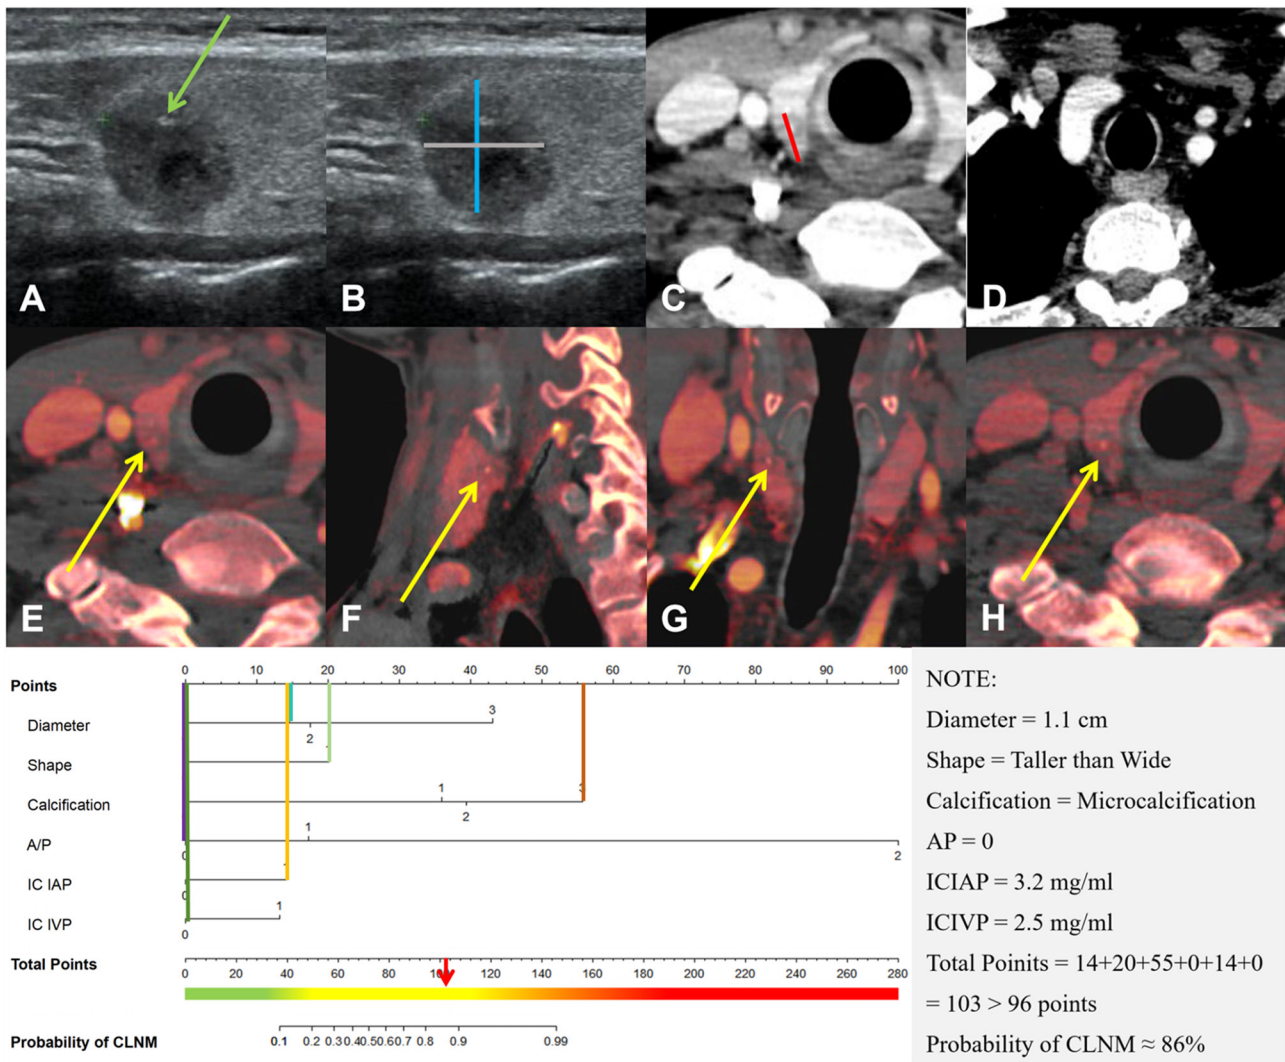 A
B
C
D
E
F
G
H
0 10 20 30 40 50 60 70 80 90 100
Points
Diameter
2
3
Shape
Calcification
1
2
3
A/P
0
1
2
IC IAP
0
IC IVP
0
1
Total Points
0 20 40 60 80 100 120 140 160 180 200 220 240 260 280
Probability of CLNM
0.1 0.2 0.3 0.4 0.5 0.6 0.7 0.8 0.9 0.99
NOTE:
Diameter = 1.1 cm
Shape = Taller than Wide
Calcification = Microcalcification
AP = 0
ICIAP = 3.2 mg/ml
ICIVP = 2.5 mg/ml
Total Poinits = 14+20+55+0+14+0
= 103 > 96 points
Probability of CLNM ≈ 86%